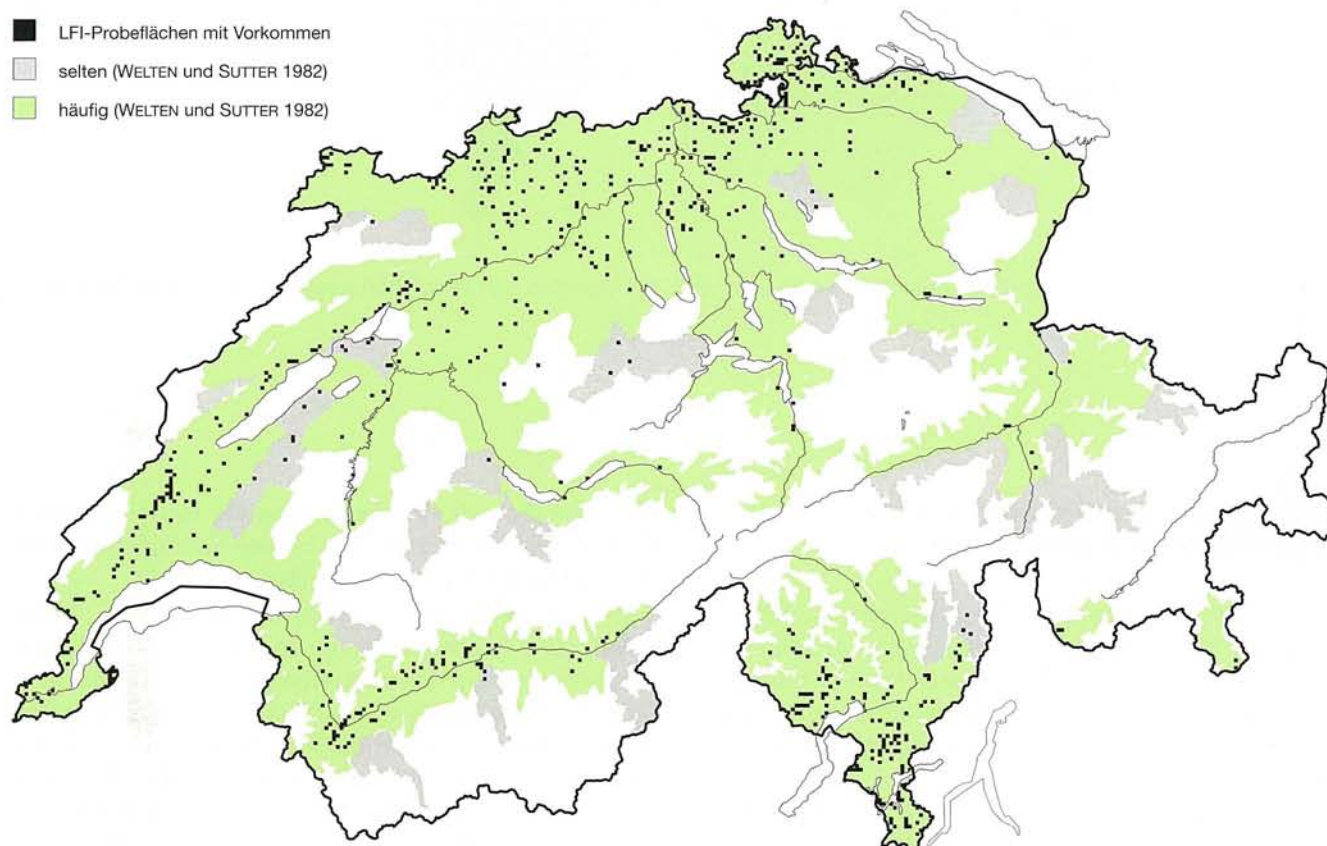 LFI-Probeflächen mit Vorkommen
selten (WELTEN und SUTTER 1982)
häufig (WELTEN und SUTTER 1982)